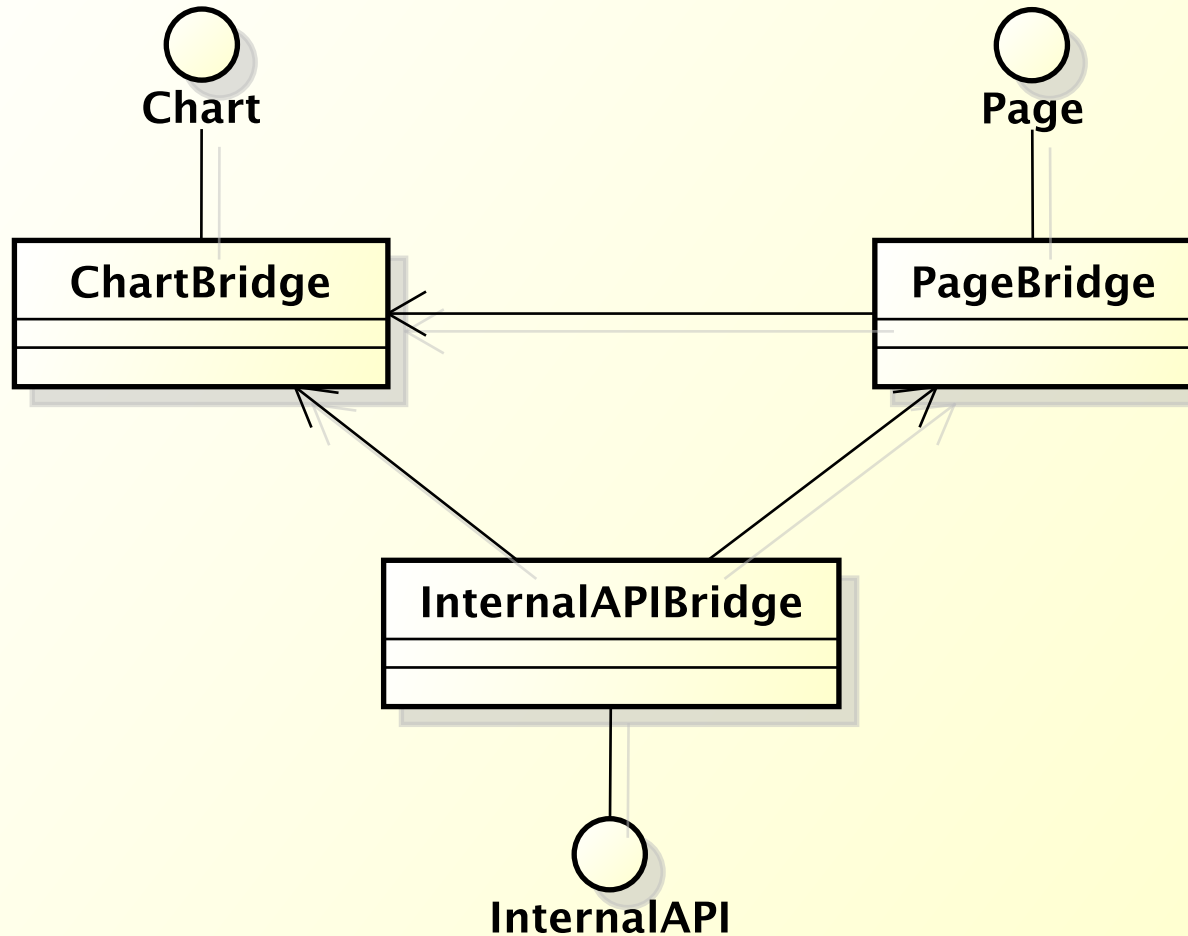 Chart
Page
ChartBridge
PageBridge
InternalAPIBridge
InternalAPI